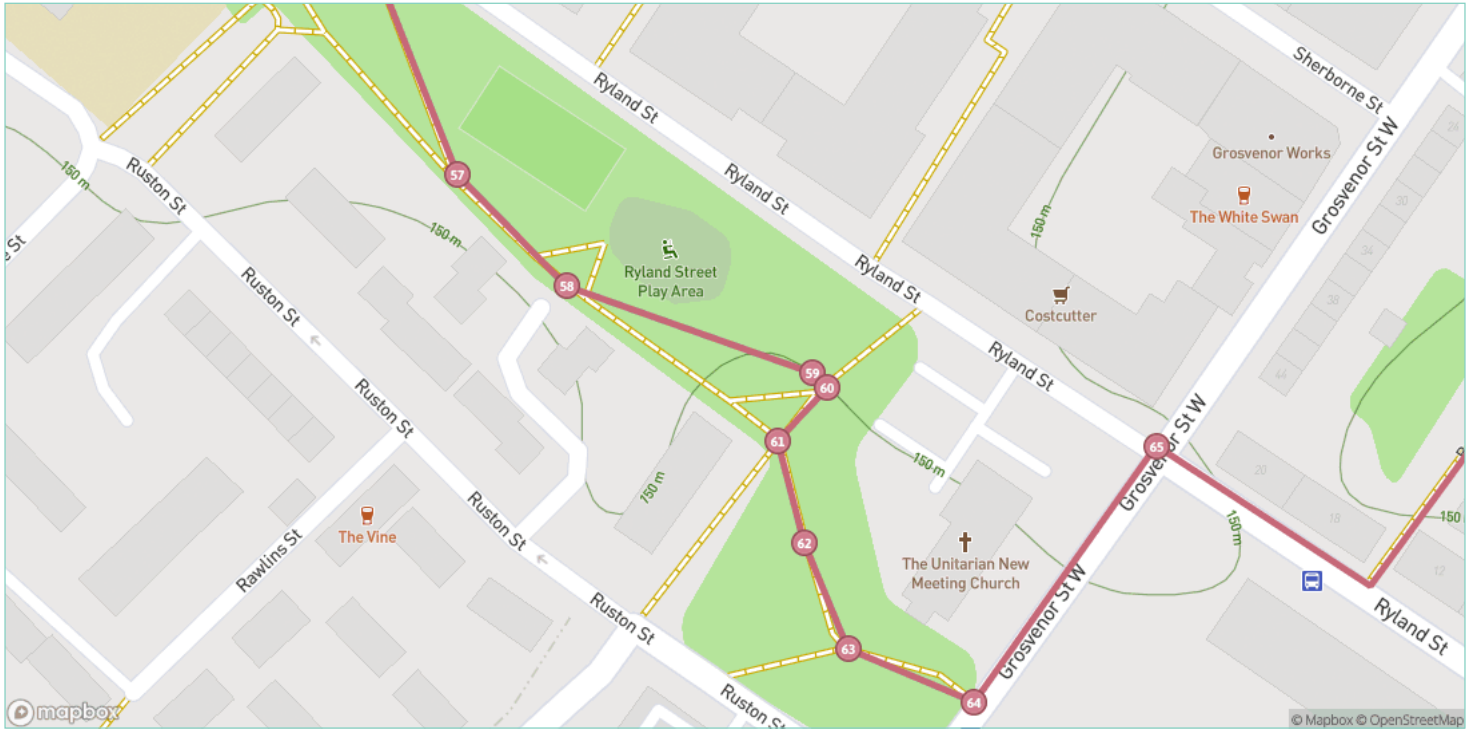 Ryland St
Sherborne St
Grosvenor Works
The White Swan
Grosvenor St W
26
30
34
38
44
150 m
Ruston St
150 m
150 m
Ryland St
57
58
Ryland Street
Play Area
Ryland St
Costcutter
Ryland St
e St
Ruston St
59
60
61
Ruston St
65
Grosvenor St W
150 m
150 m
20
18
12
150
150 m
The Vine
Ruston St
62
Rawlins St
The Unitarian New
Meeting Church
Grosvenor St W
Ryland St
Ruston St
63
64
Ruston St
mapbox
© Mapbox © OpenStreetMap